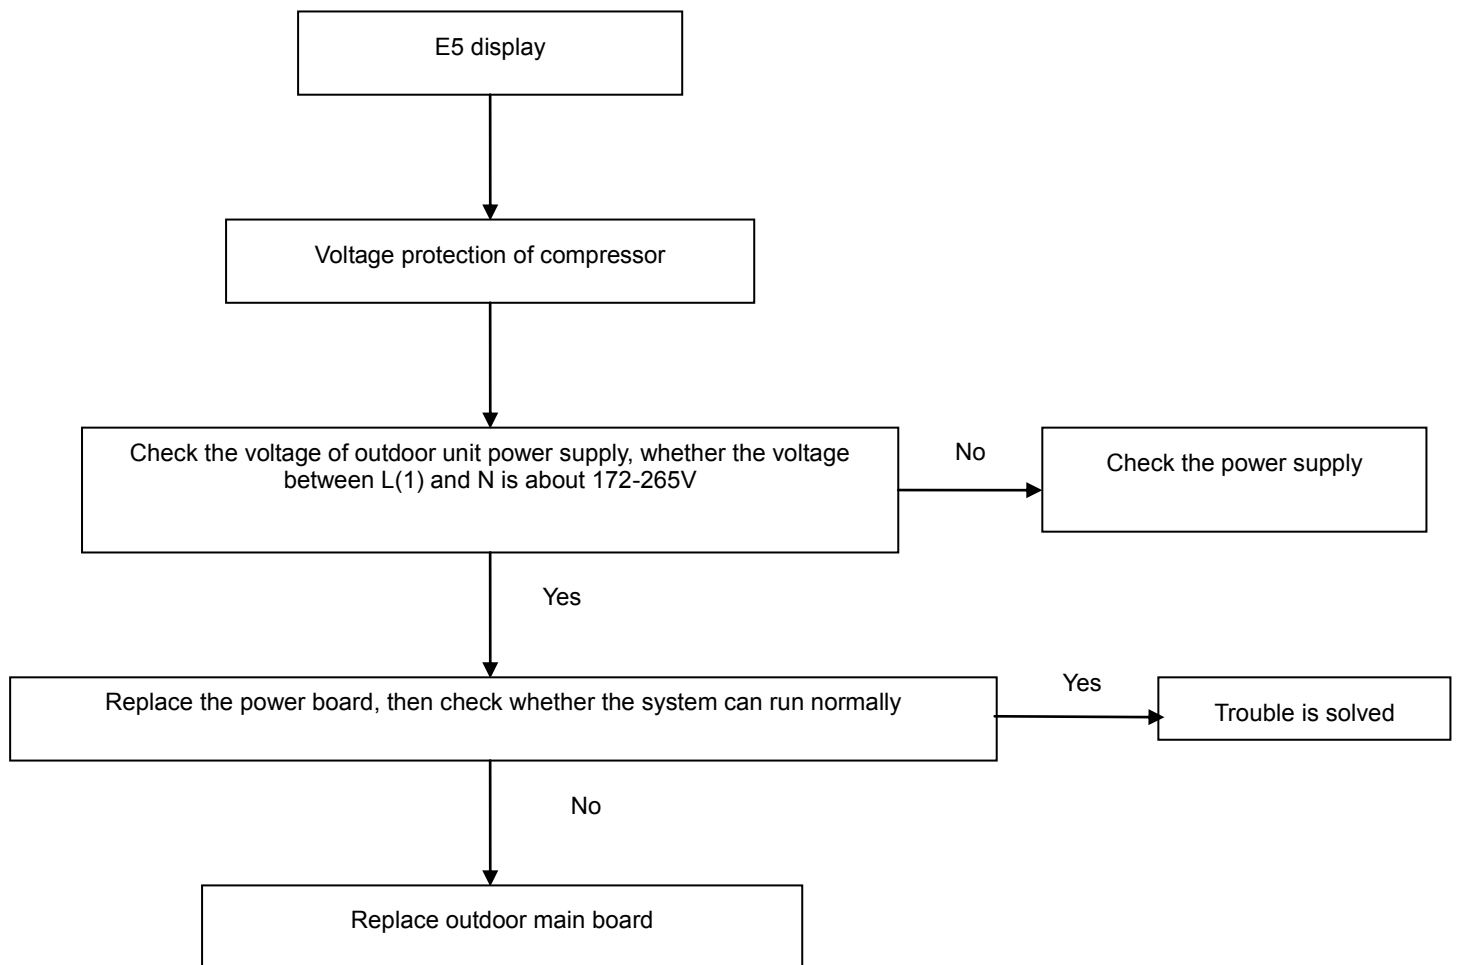 E5 display
Voltage protection of compressor
Check the voltage of outdoor unit power supply, whether the voltage
between L(1) and N is about 172-265V
No
Check the power supply
Yes
Replace the power board, then check whether the system can run normally
Yes
Trouble is solved
No
Replace outdoor main board